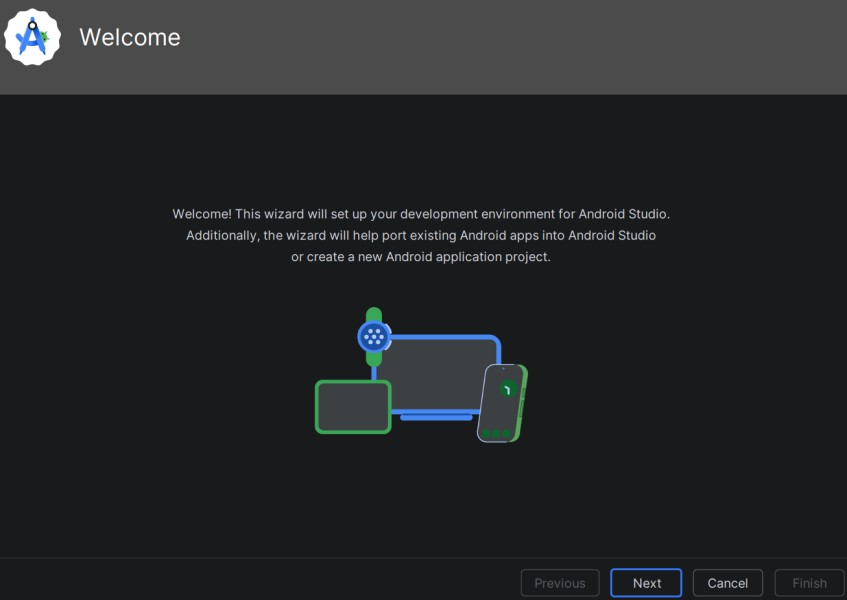 Welcome
Welcome! This wizard will set up your development environment for Android Studio.
Additionally, the wizard will help port existing Android apps into Android Studio
or create a new Android application project.
Previous
Next
Cancel
Finish